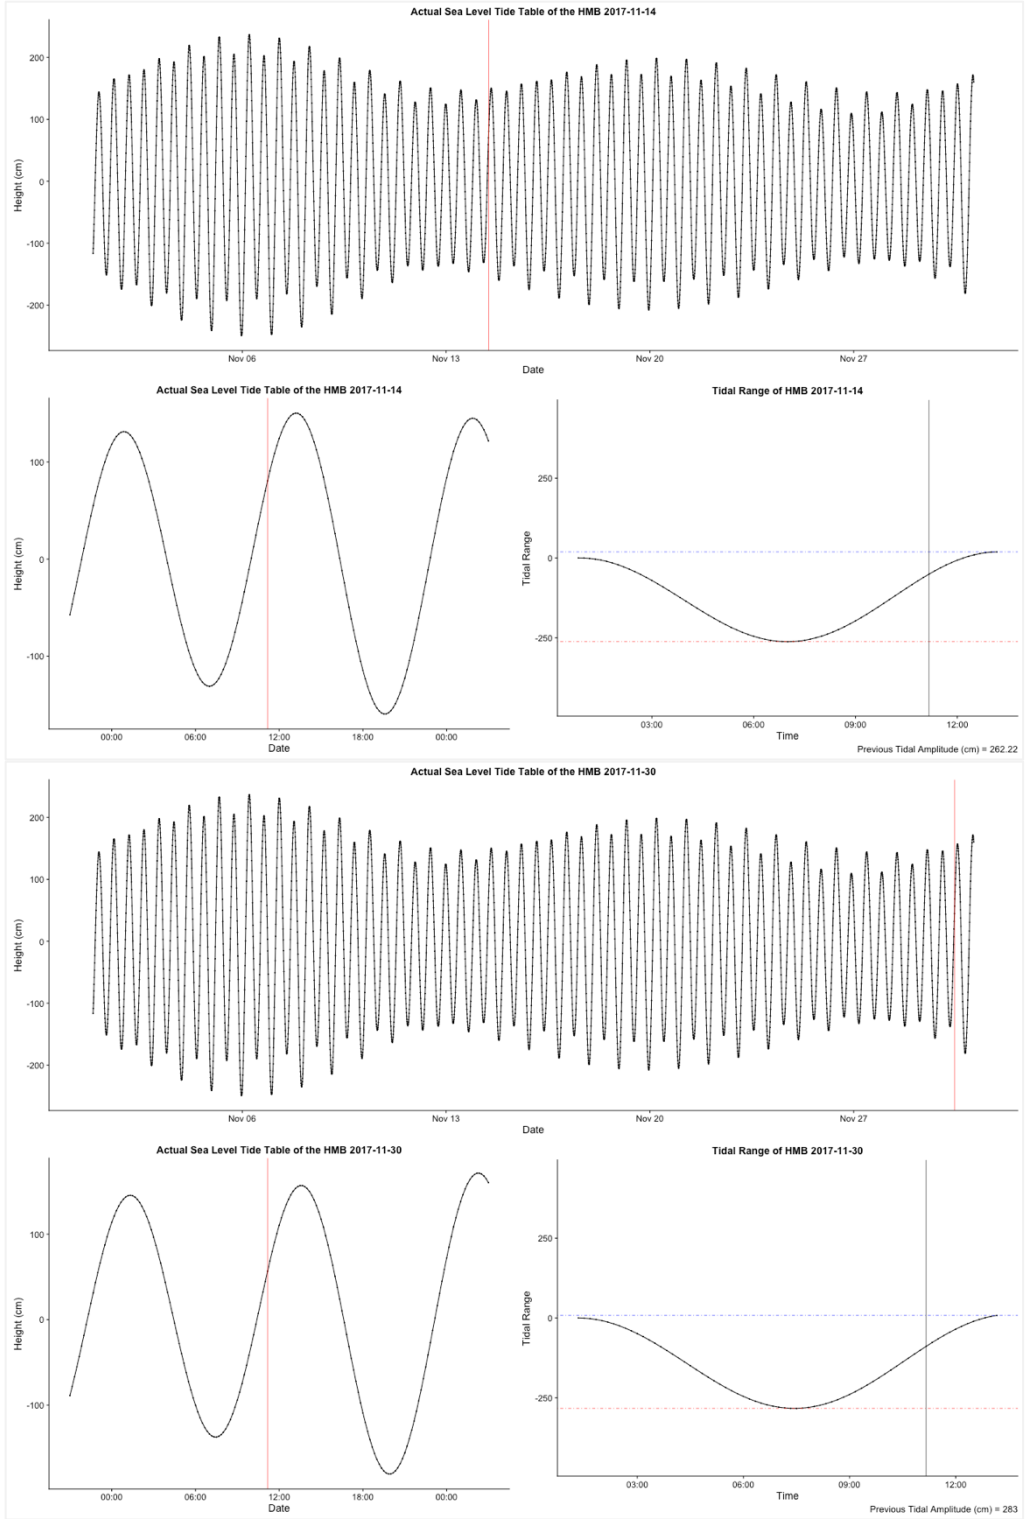 Actual Sea Level Tide Table of the HMB 2017-11-14
Height (cm)
200
100
0
-100
-200
Nov 06 Nov 13 Nov 20 Nov 27
Date
Actual Sea Level Tide Table of the HMB 2017-11-14
Height (cm)
100
0
-100
00:00 06:00 12:00 18:00 00:00
Date
Tidal Range of HMB 2017-11-14
Tidal Range
250
0
-250
03:00 06:00 09:00 12:00
Time
Previous Tidal Amplitude (cm) = 262.22
Actual Sea Level Tide Table of the HMB 2017-11-30
Height (cm)
200
100
0
-100
-200
Nov 06 Nov 13 Nov 20 Nov 27
Date
Actual Sea Level Tide Table of the HMB 2017-11-30
Height (cm)
100
0
-100
00:00 06:00 12:00 18:00 00:00
Date
Tidal Range of HMB 2017-11-30
Tidal Range
250
0
-250
03:00 06:00 09:00 12:00
Time
Previous Tidal Amplitude (cm) = 283